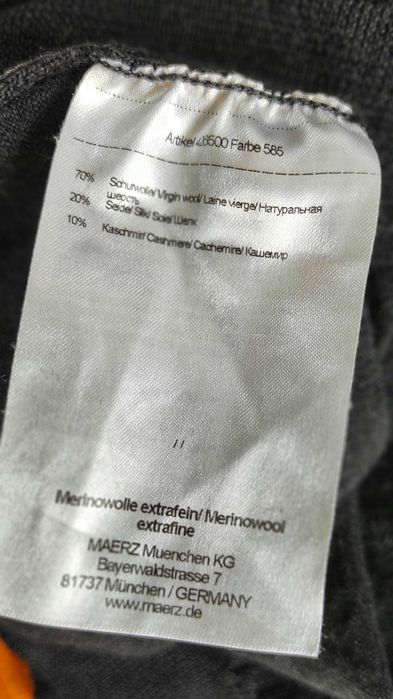 Artikel 46500 Farbe 585
70% Schurwolle/ Virgin wool/ Laine vierge/ Натуральная
шерсть
20% Seide/ Silk/ Soie/ Шелк
10% Kaschmir/ Cashmere/ Cachemire/ Кашемир
Merinowolle extrafein/ Merinowool
extrafine
MAERZ Muenchen KG
Bayerwaldstrasse 7
81737 München / GERMANY
www.maerz.de